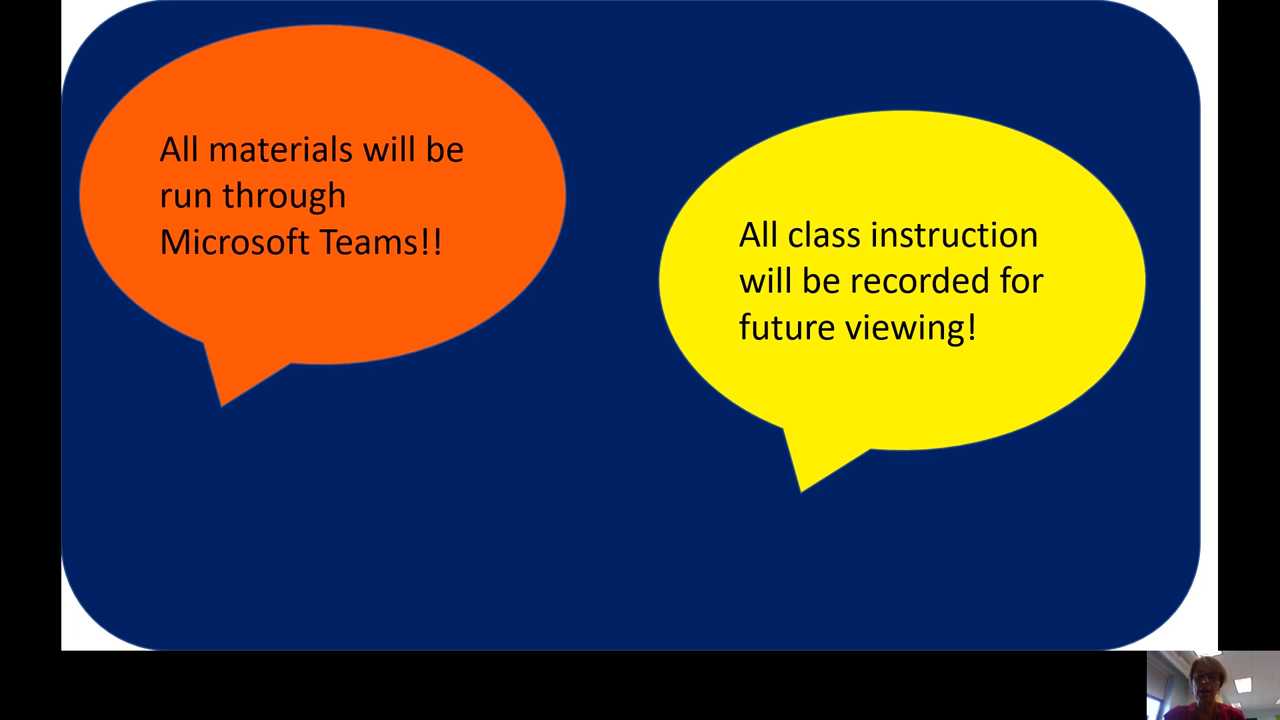 All materials will be
run through
Microsoft Teams!!
All class instruction
will be recorded for
future viewing!